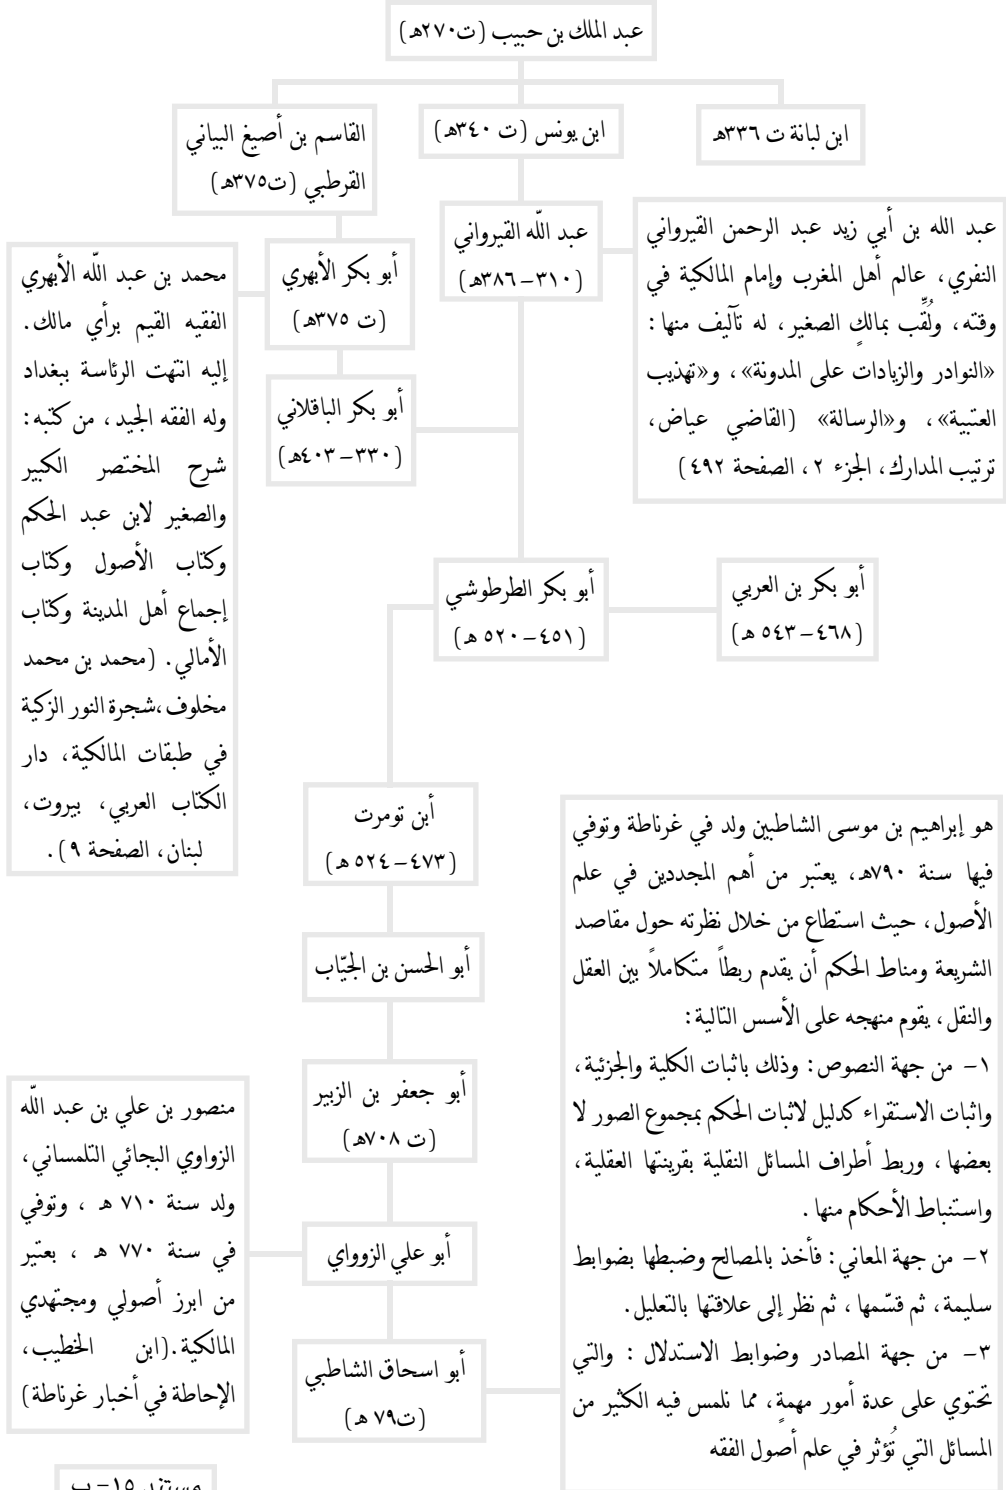 عبد الملك بن حبيب (ت٢٧٠هـ)
ابن لبانة ت ٣٣٦هـ
ابن يونس (ت ٣٤٠هـ)
القاسم بن أصيغ البياني
القرطبي (ت٣٧٥هـ)
عبد الله بن أبي زيد عبد الرحمن القيرواني
النفري، عالم أهل المغرب وإمام المالكية في
وقته، ولُقِّب بمالكٍ الصغير، له تآليف منها:
«النوادر والزيادات على المدونة»، و«تهذيب
العتبية»، و«الرسالة» (القاضي عياض،
ترتيب المدارك، الجزء ٢، الصفحة ٤٩٢)
عبد اللّه القيرواني
(٣١٠–٣٨٦هـ)
أبو بكر الأبهري
(ت ٣٧٥هـ)
محمد بن عبد اللّه الأبهري
الفقيه القيم برأي مالك.
إليه انتهت الرئاسة ببغداد
وله الفقه الجيد، من كتبه:
شرح المختصر الكبير
والصغير لابن عبد الحكم
وكتاب الأصول وكتاب
إجماع أهل المدينة وكتاب
الأمالي. (محمد بن محمد
مخلوف،شجرة النور الزكية
في طبقات المالكية، دار
الكتاب العربي، بيروت،
لبنان، الصفحة ٩).
أبو بكر الباقلاني
(٣٣٠–٤٠٣هـ)
أبو بكر بن العربي
(٤٦٨–٥٤٣ هـ)
أبو بكر الطرطوشي
(٤٥١–٥٢٠ هـ)
أبن تومرت
(٤٧٣–٥٢٤ هـ)
أبو الحسن بن الجيّاب
أبو جعفر بن الزبير
(ت ٧٠٨هـ)
أبو علي الزوواي
منصور بن علي بن عبد اللّه
الزواوي البجائي التلمساني،
ولد سنة ٧١٠ هـ ، وتوفي
في سنة ٧٧٠ هـ ، بعتير
من ابرز أصولي ومجتهدي
المالكية.(ابن الخطيب،
الإحاطة في أخبار غرناطة)
أبو اسحاق الشاطبي
(ت٧٩ هـ)
هو إبراهيم بن موسى الشاطبين ولد في غرناطة وتوفي
فيها سنة ٧٩٠هـ، يعتبر من أهم المجددين في علم
الأصول، حيث استطاع من خلال نظرته حول مقاصد
الشريعة ومناط الحكم أن يقدم ربطاً متكاملاً بين العقل
والنقل، يقوم منهجه على الأسس التالية:
١– من جهة النصوص: وذلك باثبات الكلية والجزئية،
واثبات الاستقراء كدليل لاثبات الحكم بمجموع الصور لا
بعضها، وربط أطراف المسائل النقلية بقرينتها العقلية،
واستنباط الأحكام منها.
٢– من جهة المعاني: فأخذ بالمصالح وضبطها بضوابط
سليمة، ثم قسّمها، ثم نظر إلى علاقتها بالتعليل.
٣– من جهة المصادر وضوابط الاستدلال : والتي
تحتوي على عدة أمور مهمةٍ، مما نلمس فيه الكثير من
المسائل التي تُؤثر في علم أصول الفقه
مستند ١٥– ب